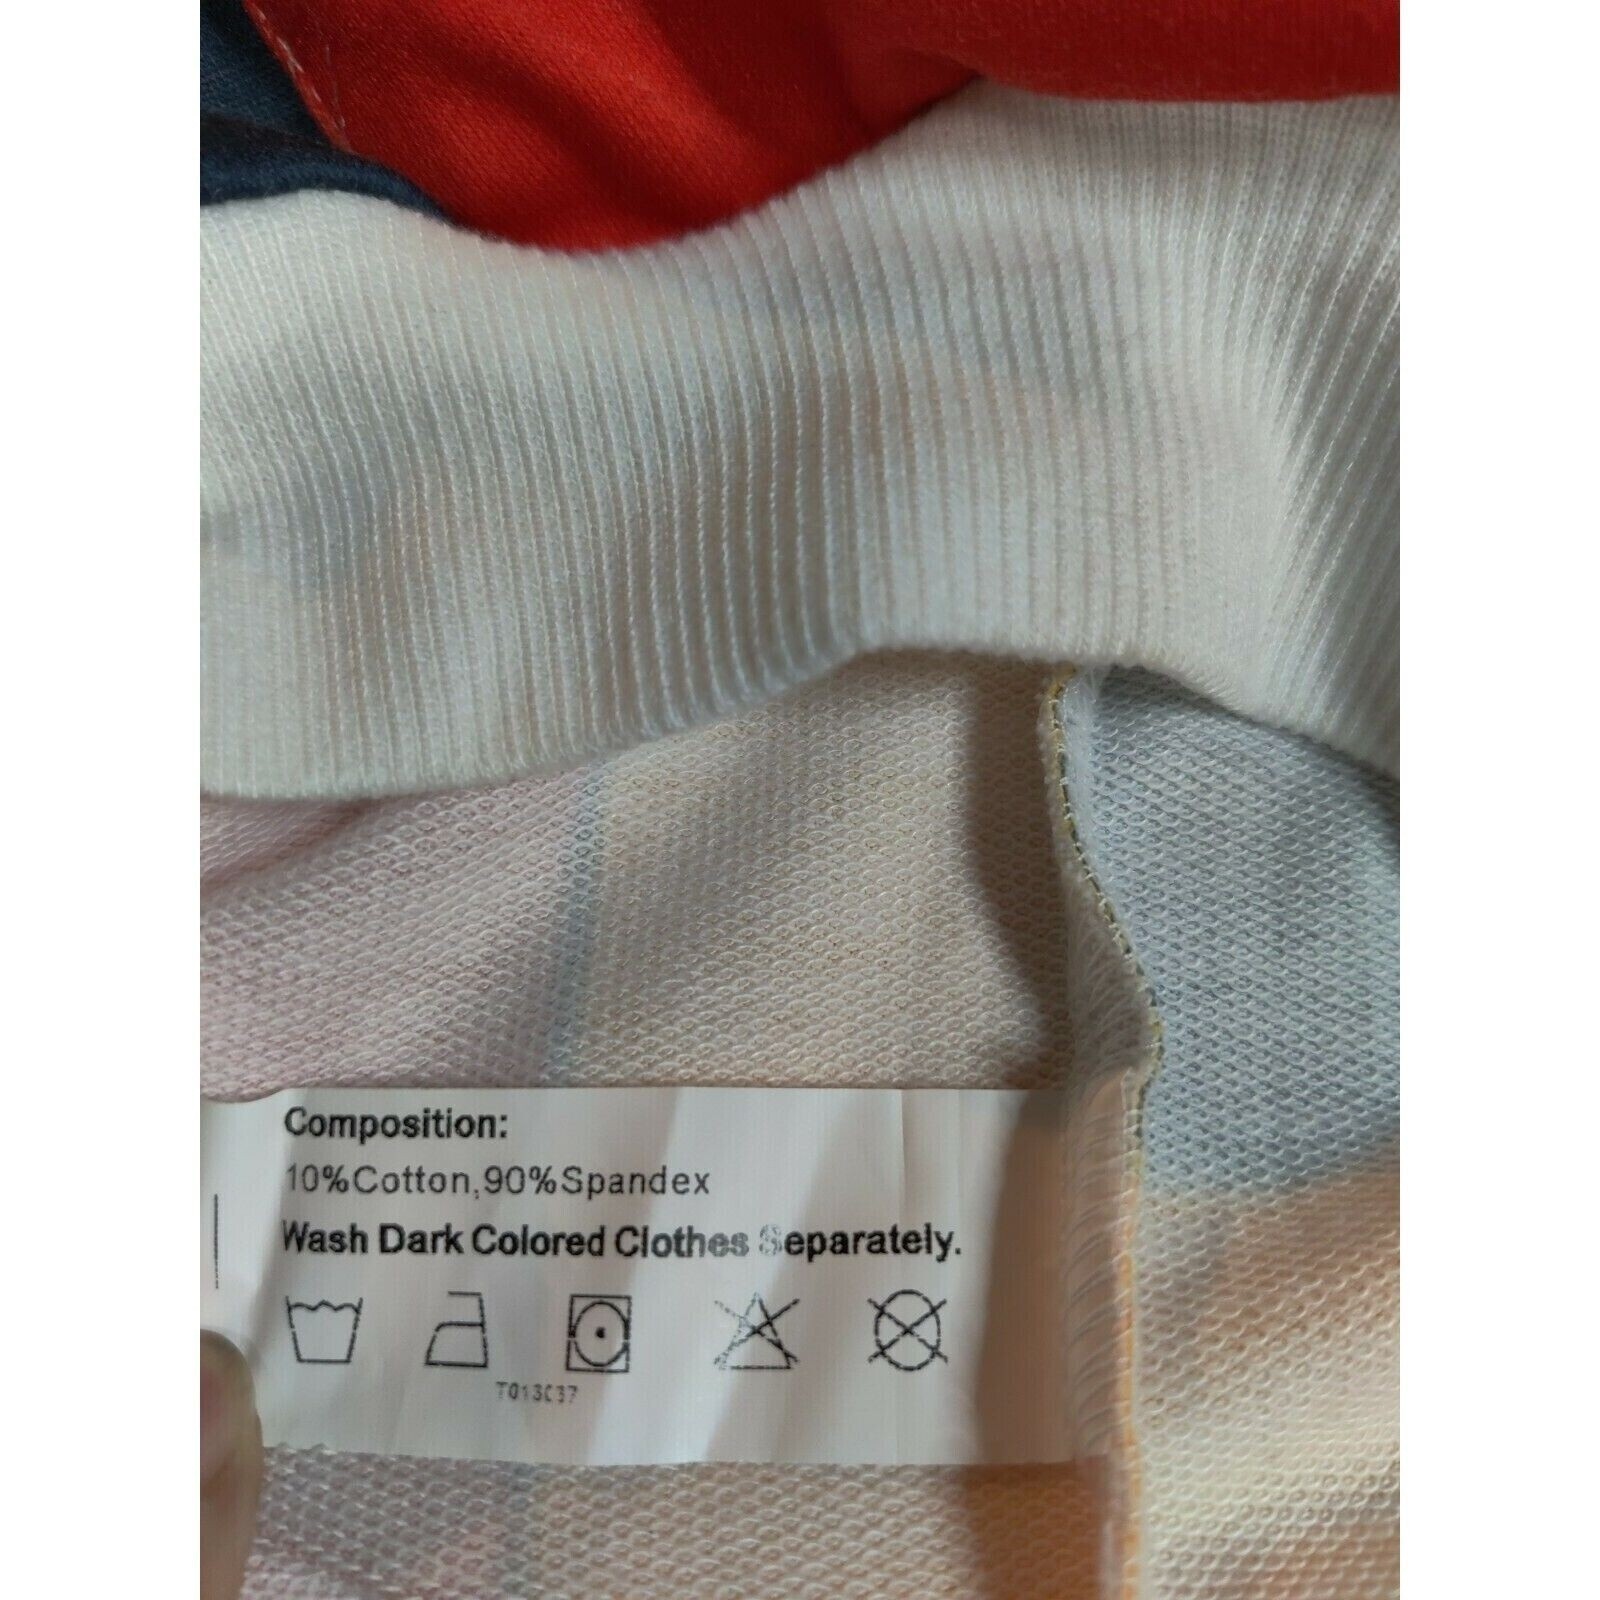 Composition:
10%Cotton,90%Spandex
Wash Dark Colored Clothes Separately.
T013C37